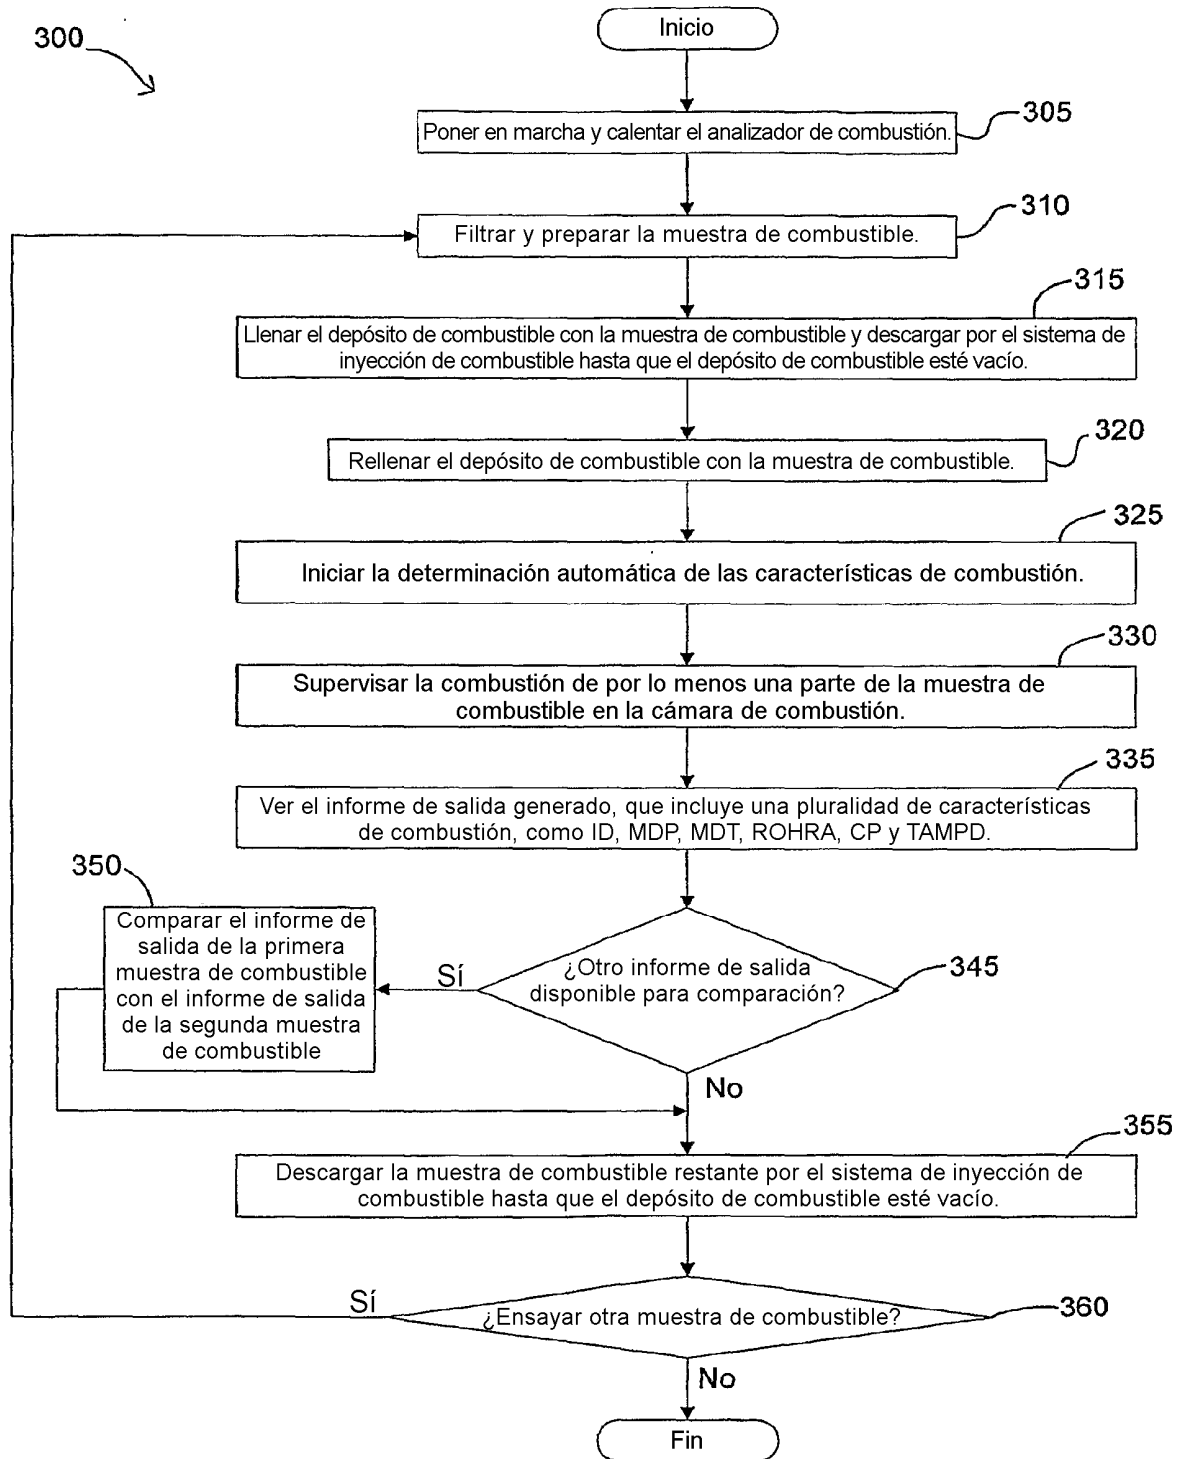 300
Inicio
305
Poner en marcha y calentar el analizador de combustión.
310
Filtrar y preparar la muestra de combustible.
315
Llenar el depósito de combustible con la muestra de combustible y descargar por el sistema de
inyección de combustible hasta que el depósito de combustible esté vacío.
320
Rellenar el depósito de combustible con la muestra de combustible.
325
Iniciar la determinación automática de las características de combustión.
330
Supervisar la combustión de por lo menos una parte de la muestra de
combustible en la cámara de combustión.
335
Ver el informe de salida generado, que incluye una pluralidad de características
de combustión, como ID, MDP, MDT, ROHRA, CP y TAMPD.
350
Comparar el informe de
salida de la primera
muestra de combustible
con el informe de salida
de la segunda muestra
de combustible
Sí
¿Otro informe de salida
disponible para comparación?
345
No
355
Descargar la muestra de combustible restante por el sistema de inyección de
combustible hasta que el depósito de combustible esté vacío.
Sí
¿Ensayar otra muestra de combustible?
360
No
Fin